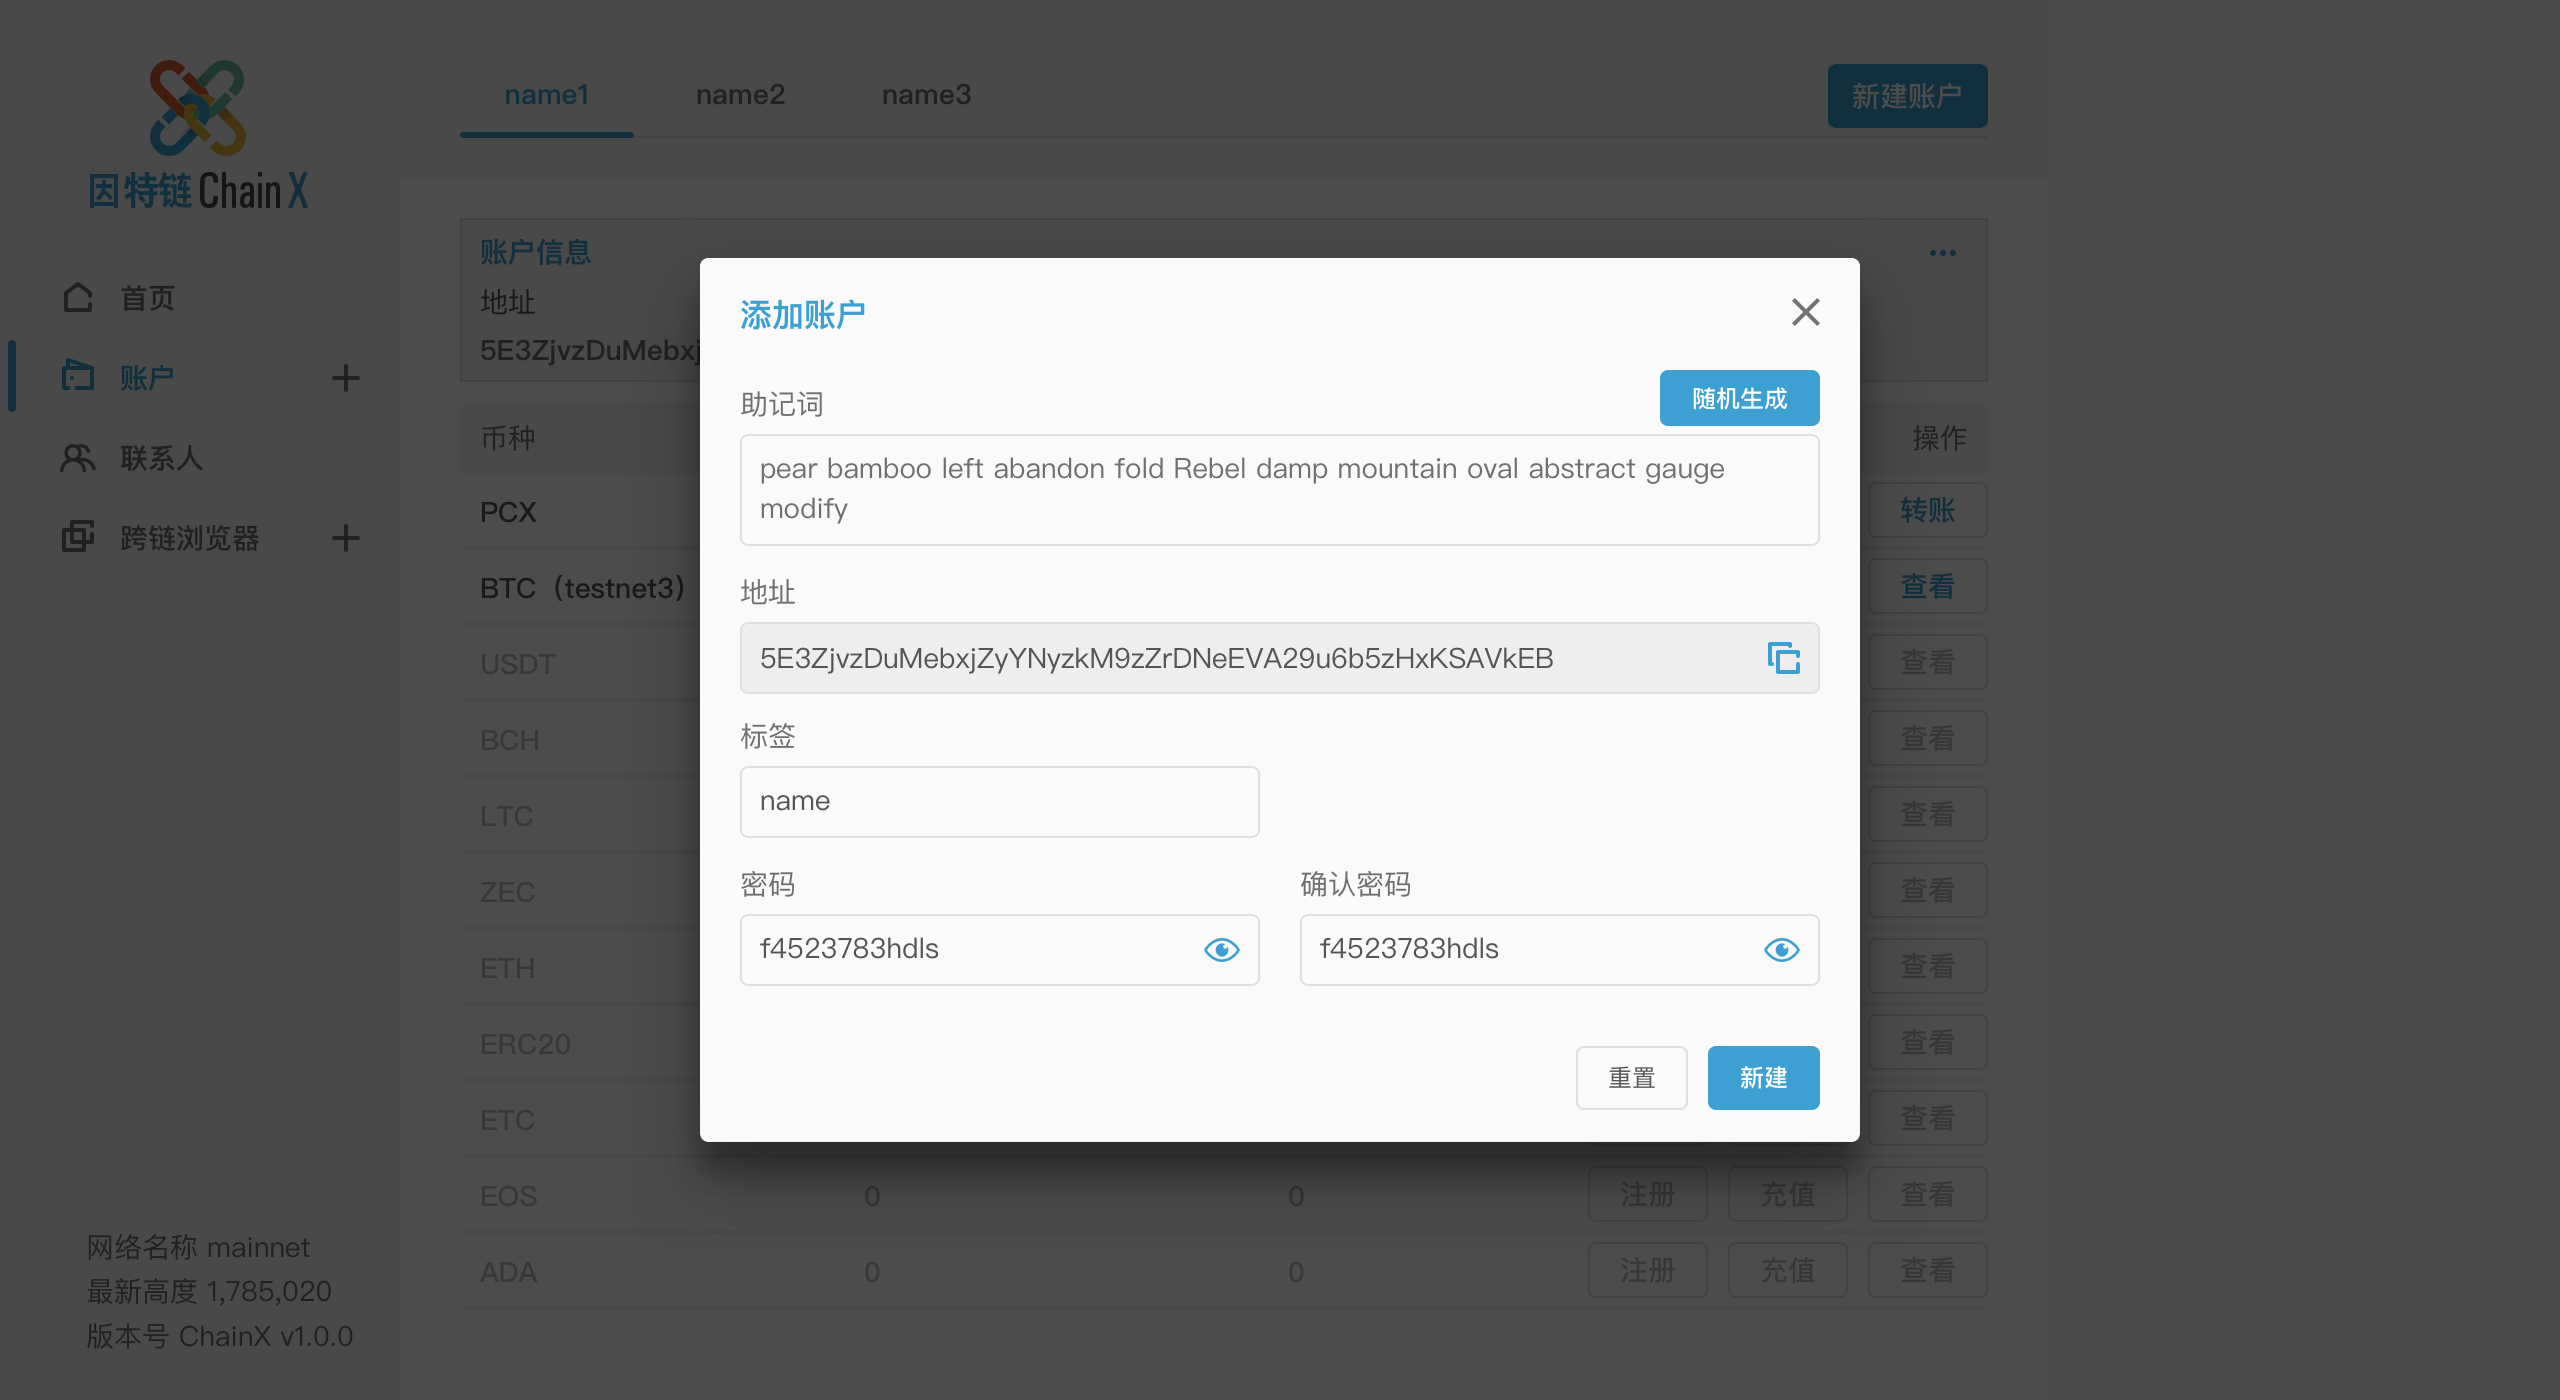 因特链 ChainX
首页
账户
联系人
跨链浏览器
网络名称 mainnet
最新高度 1,785,020
版本号 ChainX v1.0.0
name1 name2 name3 新建账户
账户信息
地址
5E3ZjvzDuMebxj
币种 操作
PCX 转账
BTC（testnet3） 查看
USDT 查看
BCH 查看
LTC 查看
ZEC 查看
ETH 查看
ERC20 查看
ETC 查看
EOS 0 0 注册 充值 查看
ADA 0 0 注册 充值 查看
添加账户
助记词 随机生成
pear bamboo left abandon fold Rebel damp mountain oval abstract gauge
modify
地址
5E3ZjvzDuMebxjZyYNyzkM9zZrDNeEVA29u6b5zHxKSAVkEB
标签
name
密码 确认密码
f4523783hdls f4523783hdls
重置 新建